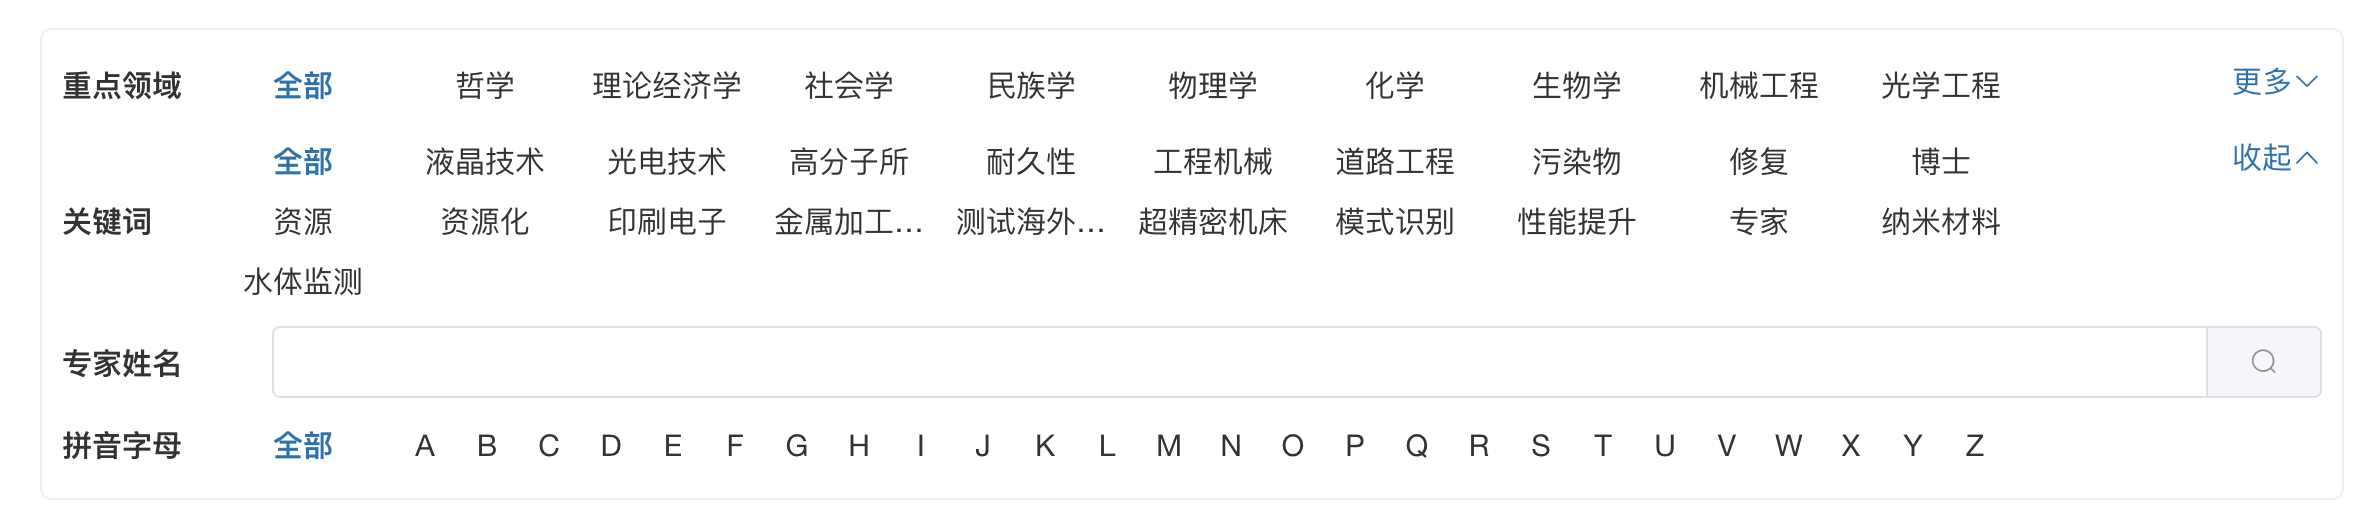 重点领域 全部 哲学 理论经济学 社会学 民族学 物理学 化学 生物学 机械工程 光学工程 更多
全部 液晶技术 光电技术 高分子所 耐久性 工程机械 道路工程 污染物 修复 博士 收起
关键词 资源 资源化 印刷电子 金属加工... 测试海外... 超精密机床 模式识别 性能提升 专家 纳米材料
水体监测
专家姓名
拼音字母 全部 A B C D E F G H I J K L M N O P Q R S T U V W X Y Z